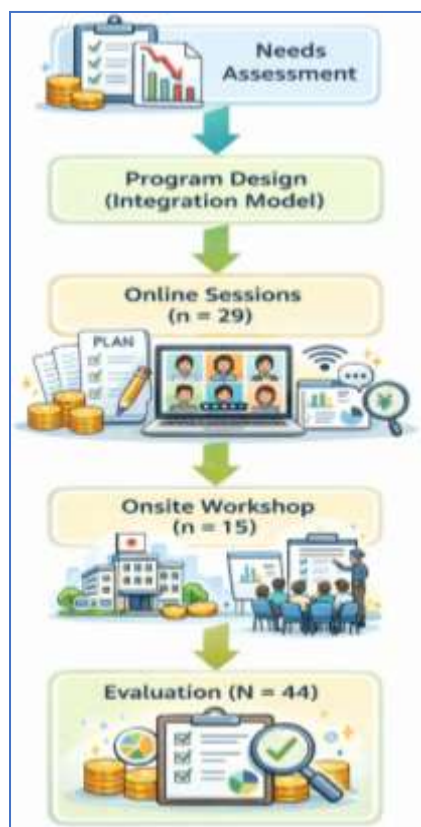 Needs
Assessment
Program Design
(Integration Model)
Online Sessions
(n = 29)
PLAN
Onsite Workshop
(n = 15)
Evaluation (N = 44)